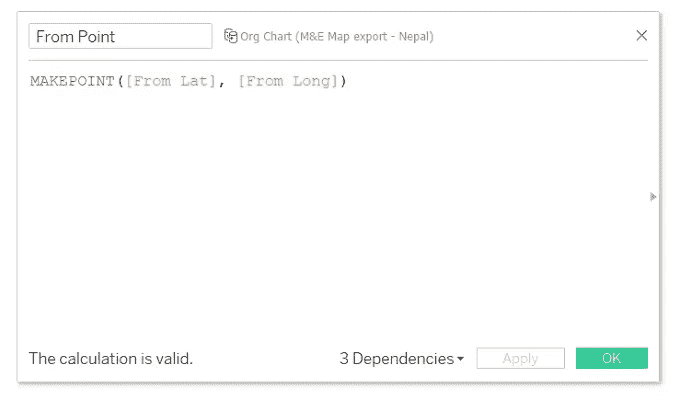 From Point
Org Chart (M&E Map export - Nepal)
MAKEPOINT([From Lat], [From Long])
The calculation is valid.
3 Dependencies
Apply
OK